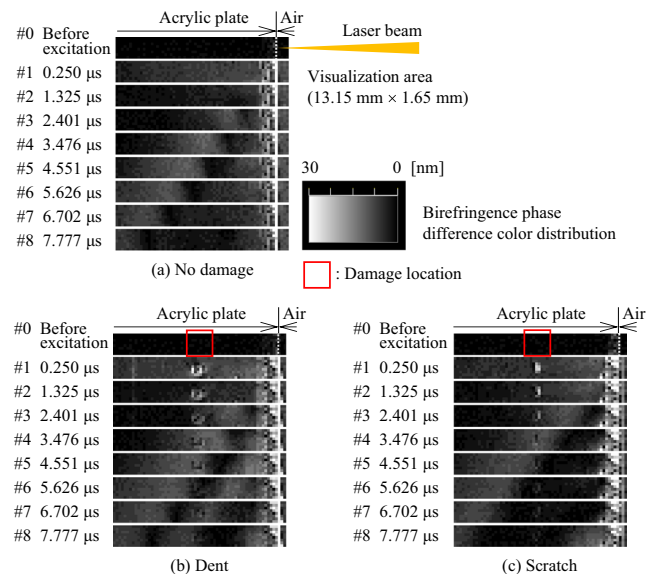 Acrylic plate Air
#0 Before excitation
Laser beam
#1 0.250 μs
#2 1.325 μs
#3 2.401 μs
#4 3.476 μs
#5 4.551 μs
#6 5.626 μs
#7 6.702 μs
#8 7.777 μs
Visualization area
(13.15 mm × 1.65 mm)
30 0 [nm]
Birefringence phase
difference color distribution
(a) No damage
: Damage location
Acrylic plate Air
#0 Before excitation
#1 0.250 μs
#2 1.325 μs
#3 2.401 μs
#4 3.476 μs
#5 4.551 μs
#6 5.626 μs
#7 6.702 μs
#8 7.777 μs
(b) Dent
Acrylic plate Air
#0 Before excitation
#1 0.250 μs
#2 1.325 μs
#3 2.401 μs
#4 3.476 μs
#5 4.551 μs
#6 5.626 μs
#7 6.702 μs
#8 7.777 μs
(c) Scratch